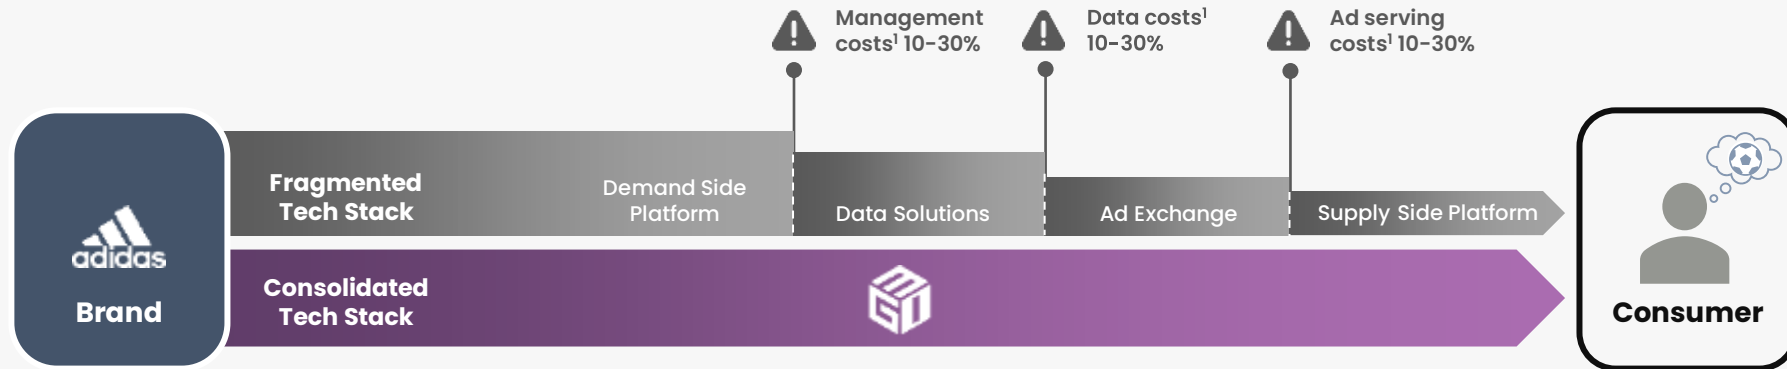 Management
costs¹ 10-30%
Data costs¹
10-30%
Ad serving
costs¹ 10-30%
Fragmented
Tech Stack
Demand Side
Platform
Data Solutions
Ad Exchange
Supply Side Platform
adidas
Brand
Consolidated
Tech Stack
Consumer